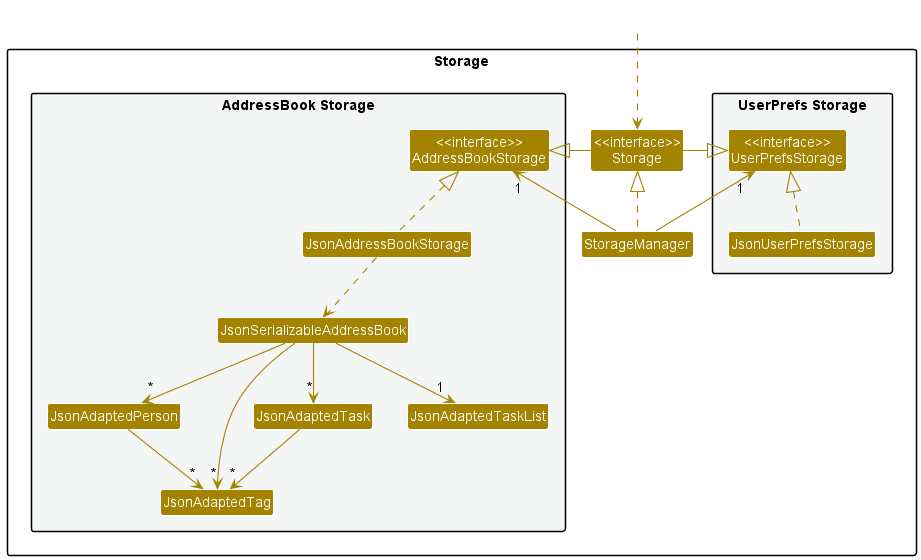 Storage
AddressBook Storage
UserPrefs Storage
<<interface>>
AddressBookStorage
<<interface>>
Storage
<<interface>>
UserPrefsStorage
1
1
JsonAddressBookStorage
StorageManager
JsonUserPrefsStorage
JsonSerializableAddressBook
*
*
1
JsonAdaptedPerson
JsonAdaptedTask
JsonAdaptedTaskList
*
*
*
JsonAdaptedTag